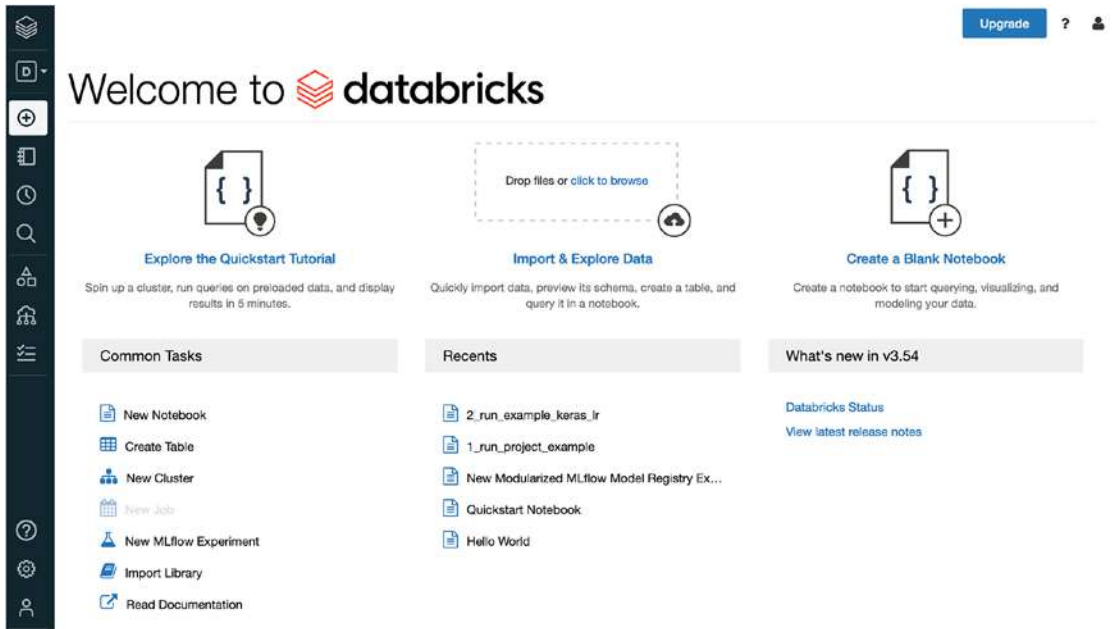 Upgrade ?
D
Welcome to databricks
Drop files or click to browse
Explore the Quickstart Tutorial
Spin up a cluster, run queries on preloaded data, and display
results in 5 minutes.
Import & Explore Data
Quickly import data, preview its schema, create a table, and
query it in a notebook.
Create a Blank Notebook
Create a notebook to start querying, visualizing, and
modeling your data.
Common Tasks
New Notebook
Create Table
New Cluster
New Job
New MLflow Experiment
Import Library
Read Documentation
Recents
2_run_example_keras_lr
1_run_project_example
New Modularized MLflow Model Registry Ex...
Quickstart Notebook
Hello World
What's new in v3.54
Databricks Status
View latest release notes